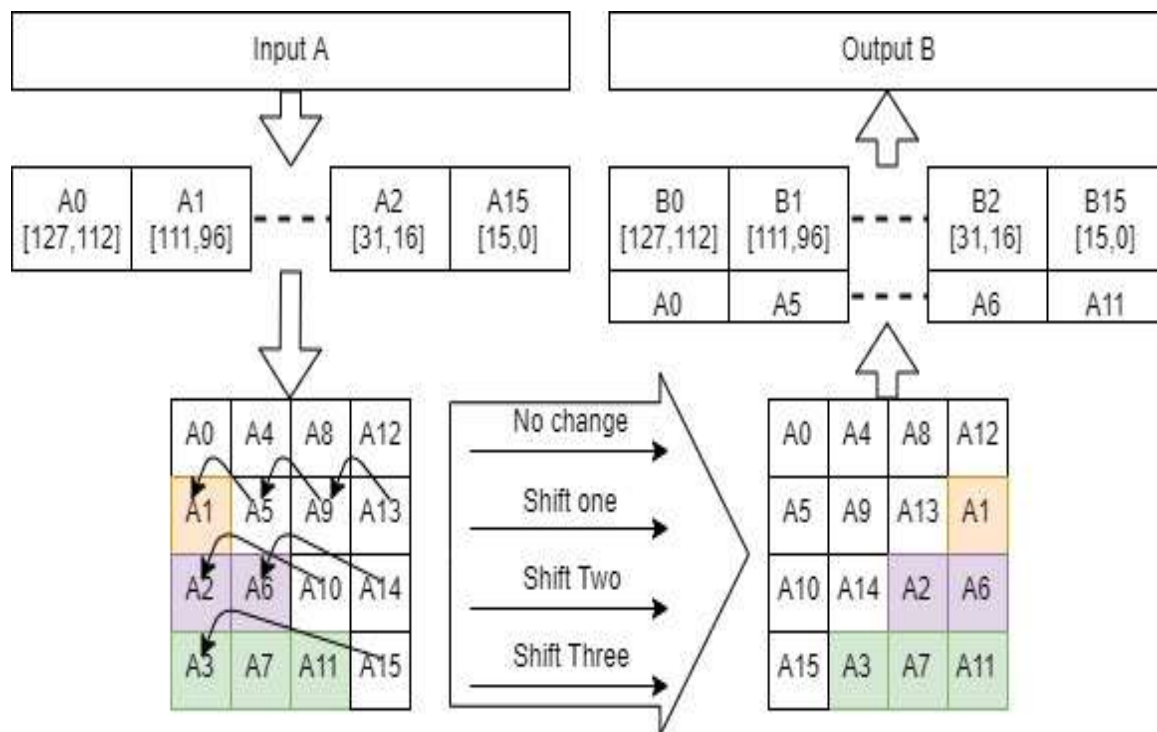 Input A
Output B
A0 A1 A2 A15
[127,112] [111,96] [31,16] [15,0]
B0 B1 B2 B15
[127,112] [111,96] [31,16] [15,0]
A0 A5 A6 A11
A0 A4 A8 A12
A1 A5 A9 A13
A2 A6 A10 A14
A3 A7 A11 A15
No change
Shift one
Shift Two
Shift Three
A0 A4 A8 A12
A5 A9 A13 A1
A10 A14 A2 A6
A15 A3 A7 A11